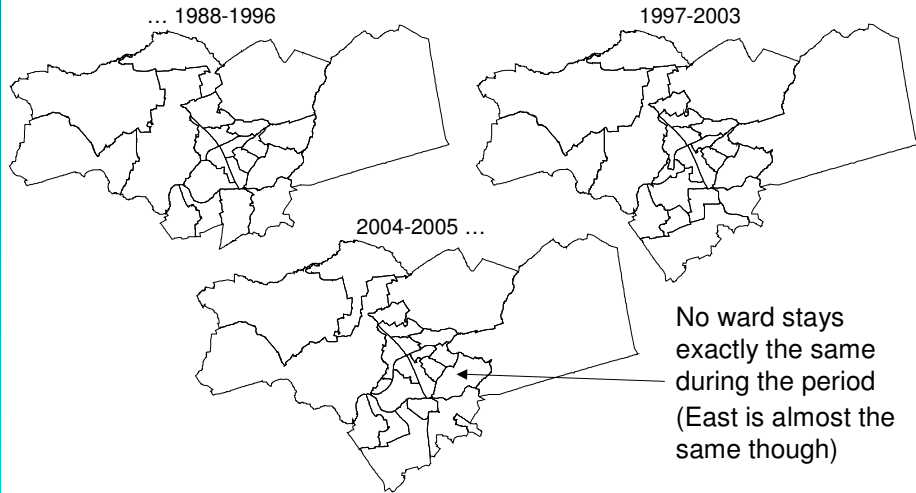 … 1988-1996
1997-2003
2004-2005 …
No ward stays
exactly the same
during the period
(East is almost the
same though)